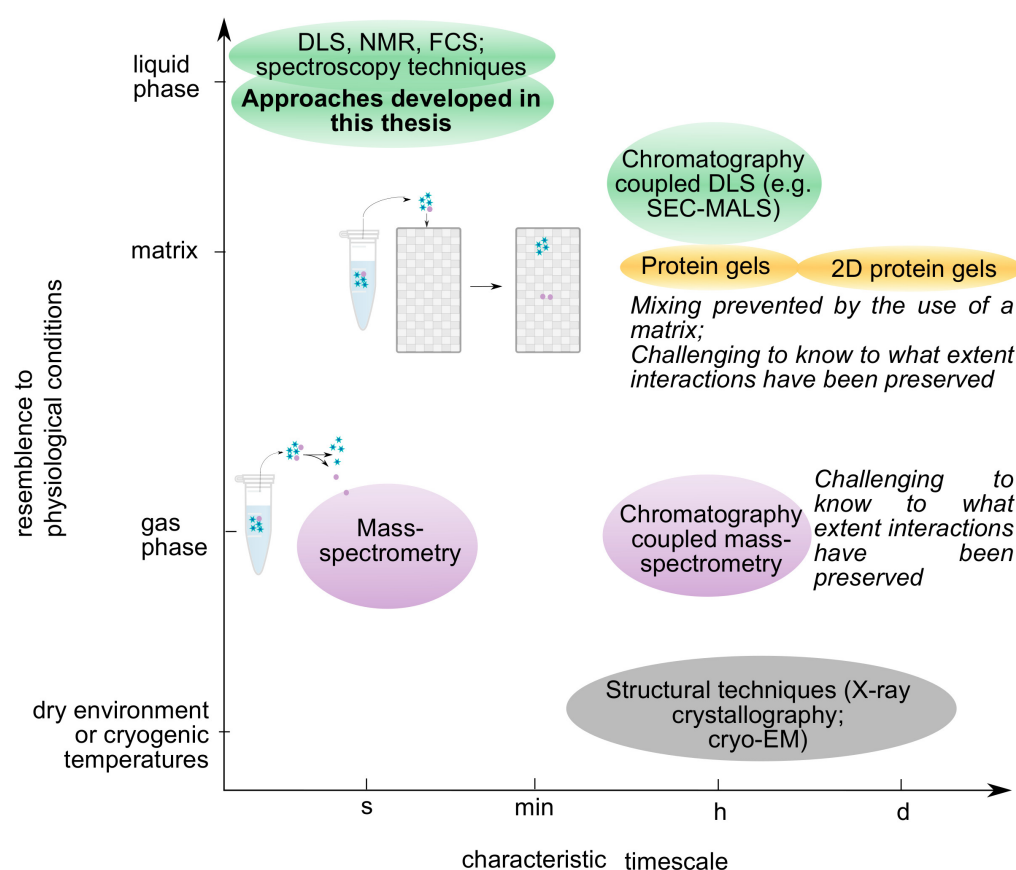 DLS, NMR, FCS;
spectroscopy techniques
Approaches developed in
this thesis
liquid
phase
Chromatography
coupled DLS (e.g.
SEC-MALS)
matrix
Protein gels
2D protein gels
Mixing prevented by the use of a
matrix;
Challenging to know to what extent
interactions have been preserved
resemblence to
physiological conditions
gas
phase
Mass-
spectrometry
Chromatography
coupled mass-
spectrometry
Challenging to
know to what
extent interactions
have been
preserved
dry environment
or cryogenic
temperatures
Structural techniques (X-ray
crystallography;
cryo-EM)
s
min
h
d
characteristic timescale